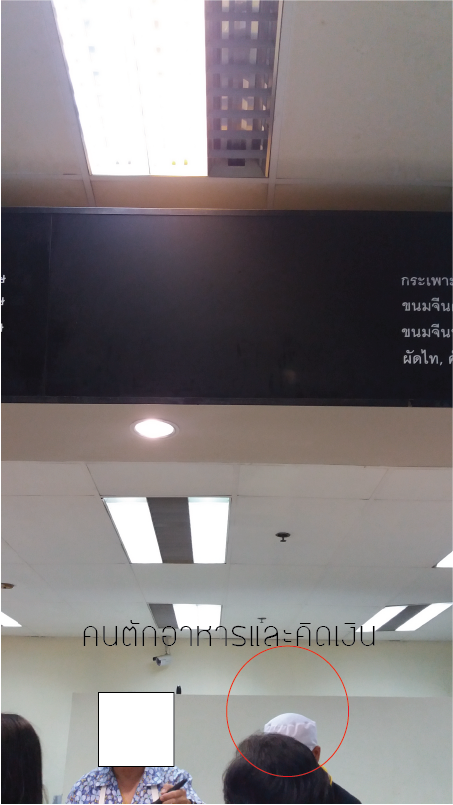 กระเพาะ
ขนมจีน
ขนมจีน
ผัดไท,
คนตักอาหารและคิดเงิน